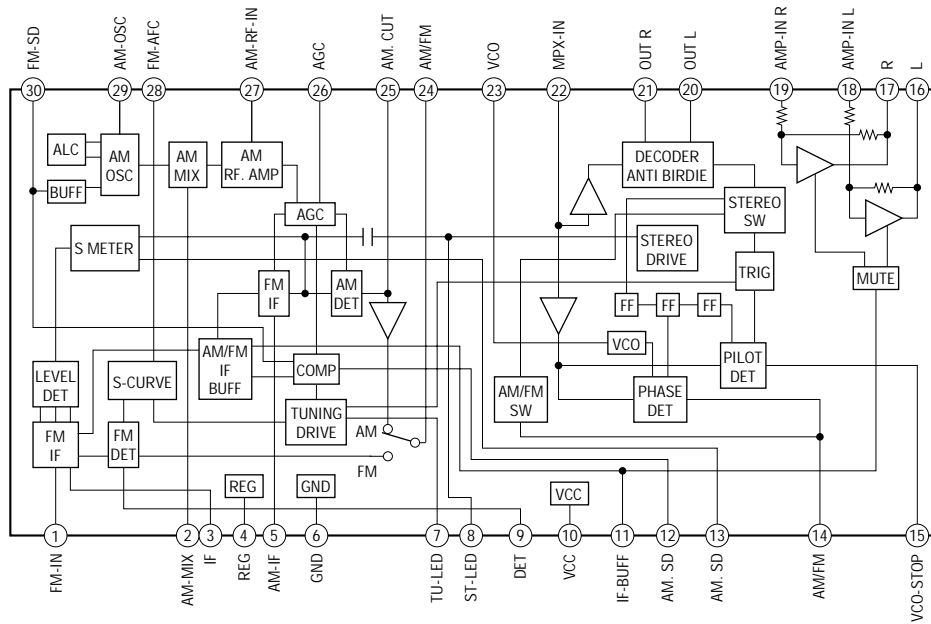 FM-SD
AM-OSC
FM-AFC
AM-RF-IN
AGC
AM. CUT
AM/FM
VCO
MPX-IN
OUT R
OUT L
AMP-IN R
AMP-IN L
R
L
30
29
28
27
26
25
24
23
22
21
20
19
18
17
16
ALC
AM
OSC
BUFF
AM
MIX
AM
RF. AMP
AGC
DECODER
ANTI BIRDIE
STEREO
SW
S METER
STEREO
DRIVE
FM
IF
AM
DET
TRIG
MUTE
FF
FF
FF
VCO
AM/FM
IF
BUFF
COMP
PILOT
DET
LEVEL
DET
S-CURVE
AM/FM
SW
PHASE
DET
TUNING
DRIVE
AM
FM
IF
FM
DET
FM
REG
GND
VCC
1
2
3
4
5
6
7
8
9
10
11
12
13
14
15
FM-IN
AM-MIX
IF
REG
AM-IF
GND
TU-LED
ST-LED
DET
VCC
IF-BUFF
AM. SD
AM. SD
AM/FM
VCO-STOP